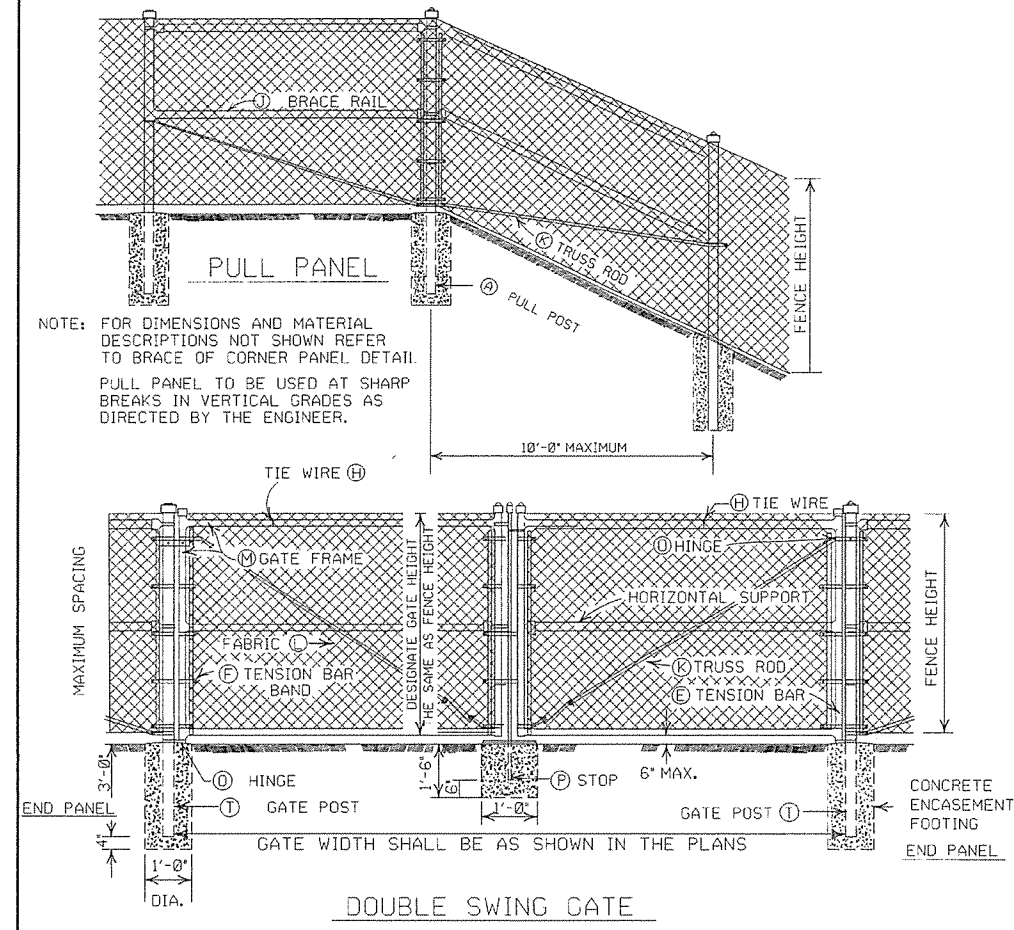 Ⓙ BRACE RAIL
Ⓚ TRUSS ROD
FENCE HEIGHT
PULL PANEL
Ⓐ PULL POST
NOTE: FOR DIMENSIONS AND MATERIAL
DESCRIPTIONS NOT SHOWN REFER
TO BRACE OF CORNER PANEL DETAIL
PULL PANEL TO BE USED AT SHARP
BREAKS IN VERTICAL GRADES AS
DIRECTED BY THE ENGINEER.
10'-0" MAXIMUM
TIE WIRE Ⓗ
Ⓗ TIE WIRE
MAXIMUM SPACING
Ⓜ GATE FRAME
DESIGNATE GATE HEIGHT
THE SAME AS FENCE HEIGHT
Ⓞ HINGE
HORIZONTAL SUPPORT
FABRIC Ⓛ
Ⓕ TENSION BAR
BAND
Ⓚ TRUSS ROD
Ⓔ TENSION BAR
FENCE HEIGHT
3'-0"
4"
Ⓞ HINGE
1'-6"
6"
Ⓟ STOP
6" MAX.
END PANEL
Ⓣ GATE POST
1'-0"
GATE POST Ⓣ
CONCRETE
ENCASEMENT
FOOTING
END PANEL
GATE WIDTH SHALL BE AS SHOWN IN THE PLANS
1'-0"
DIA.
DOUBLE SWING GATE